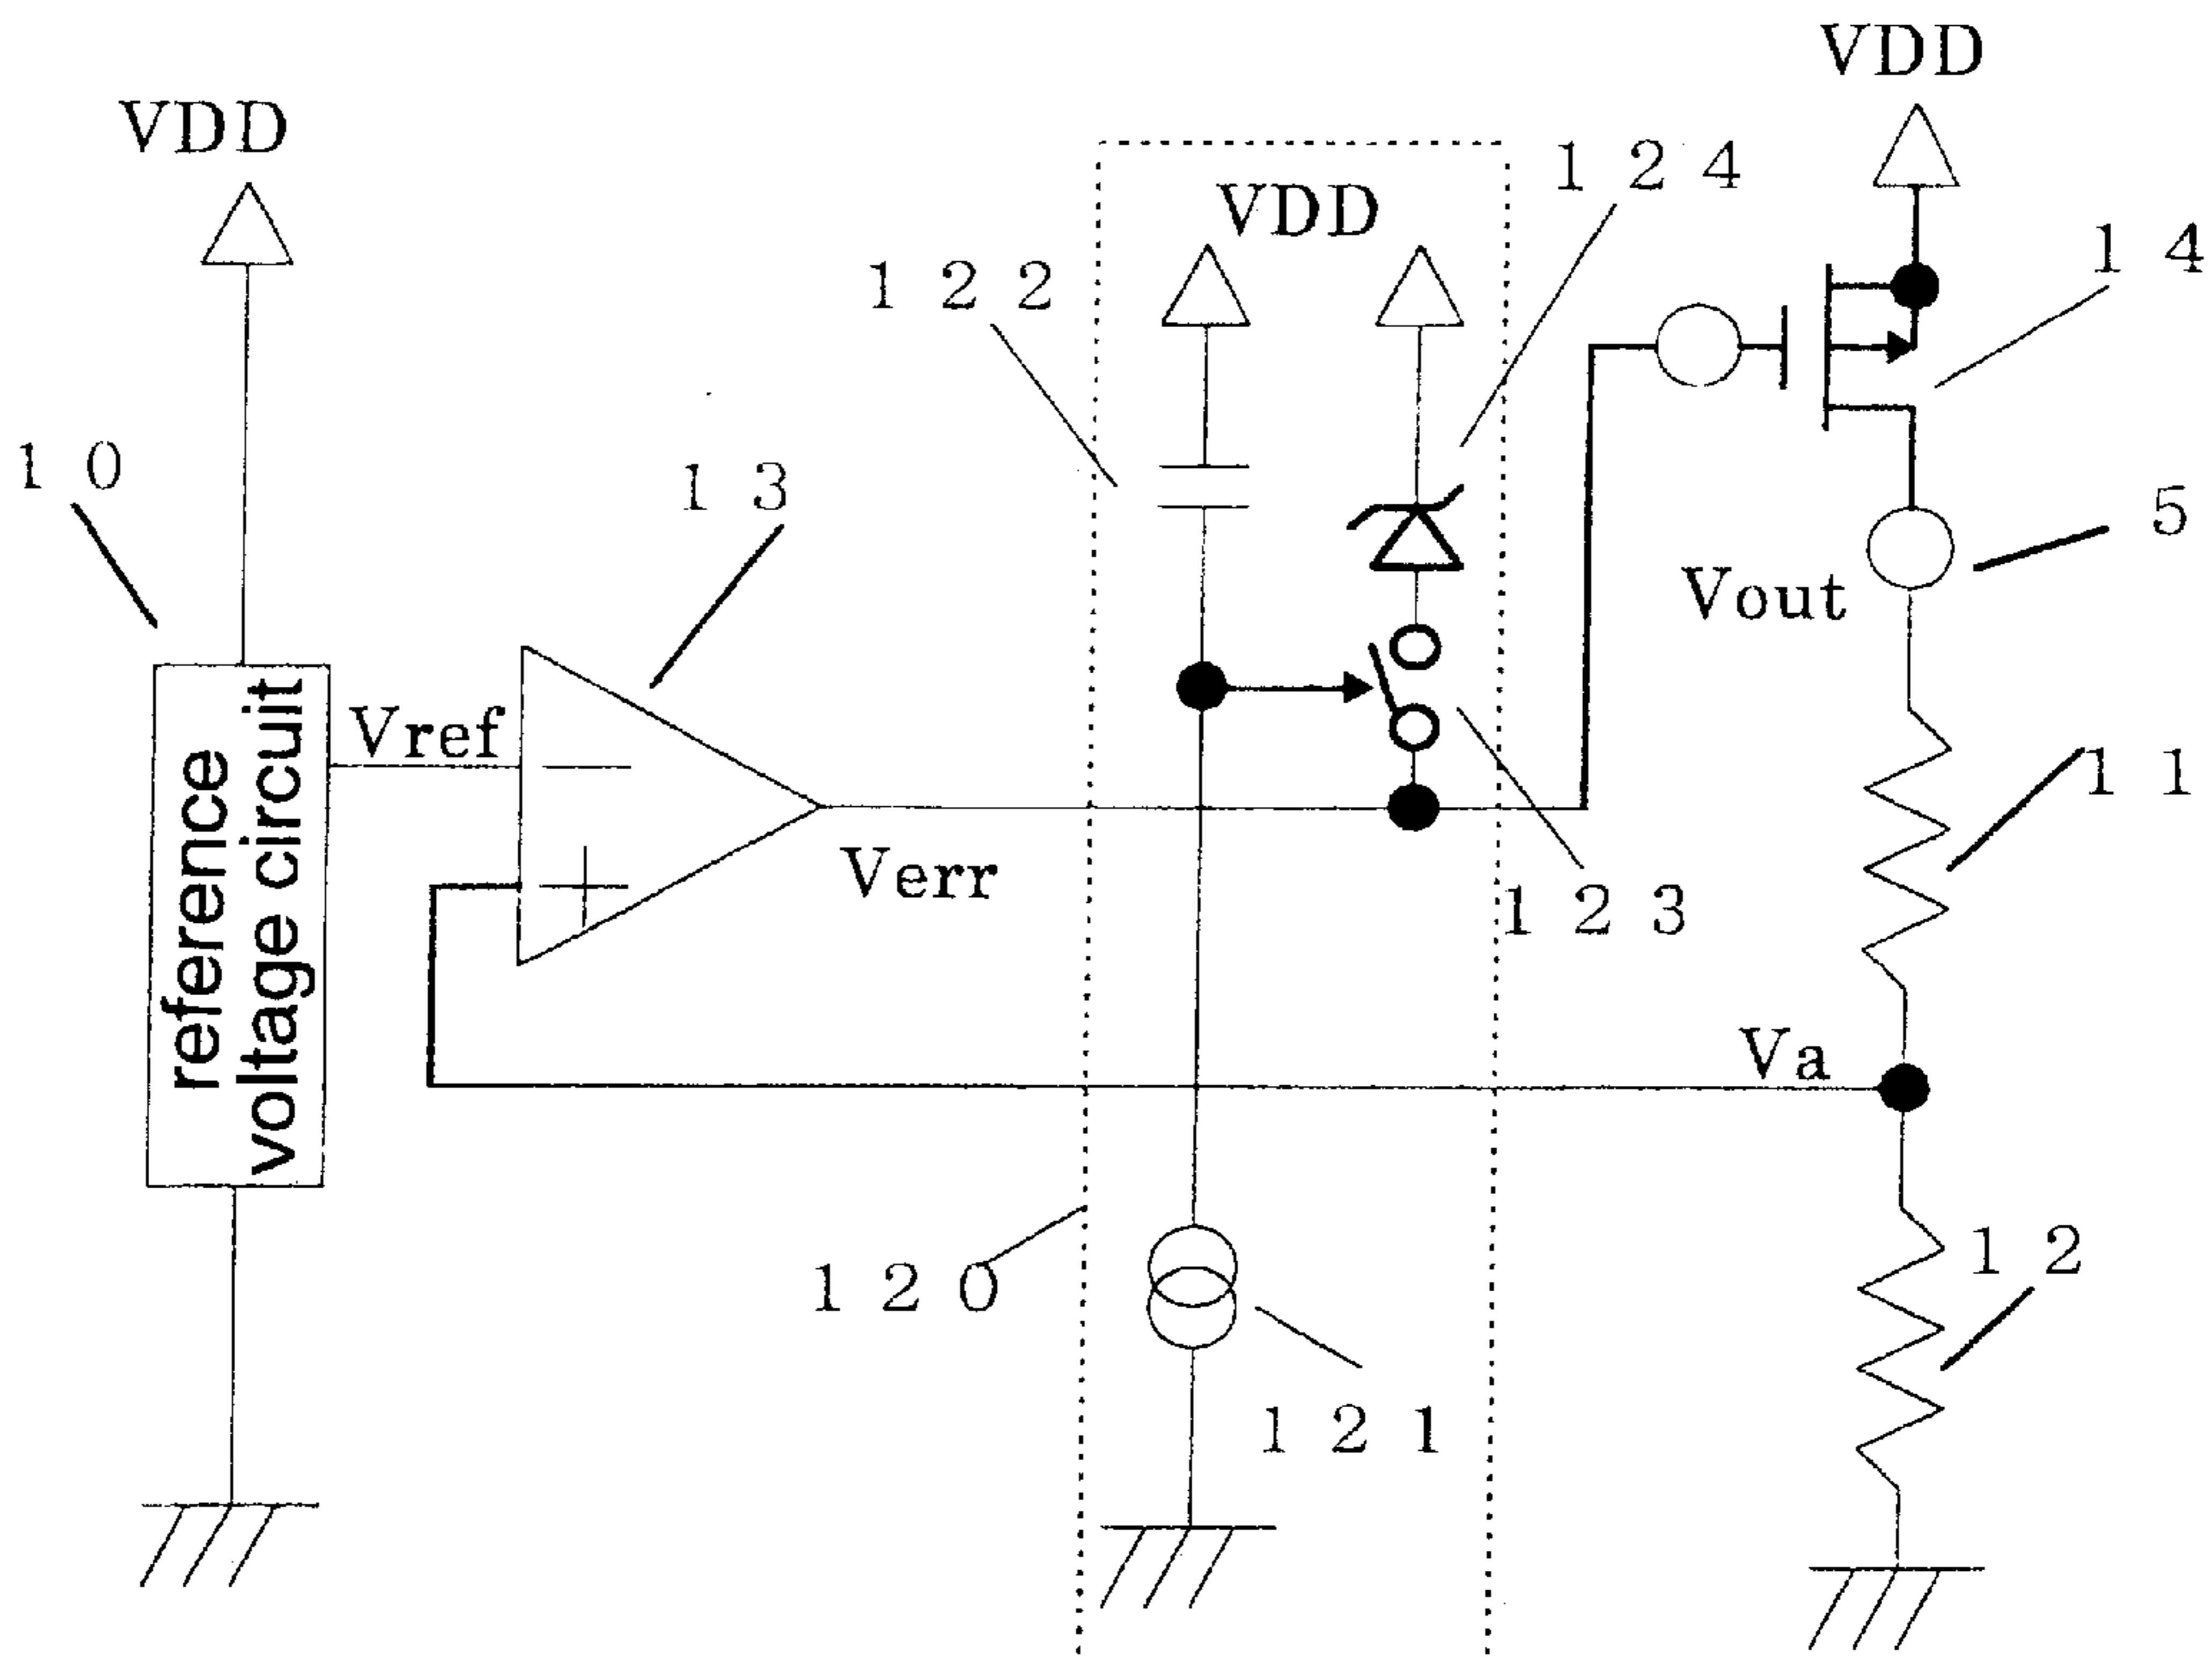 VDD
VDD
1 2 4
VDD
1 4
1 2 2
1 0
1 3
5
Vout
Vref
1 1
reference
voltage circuit
Verr
1 2 3
Va
1 2 0
1 2
1 2 1